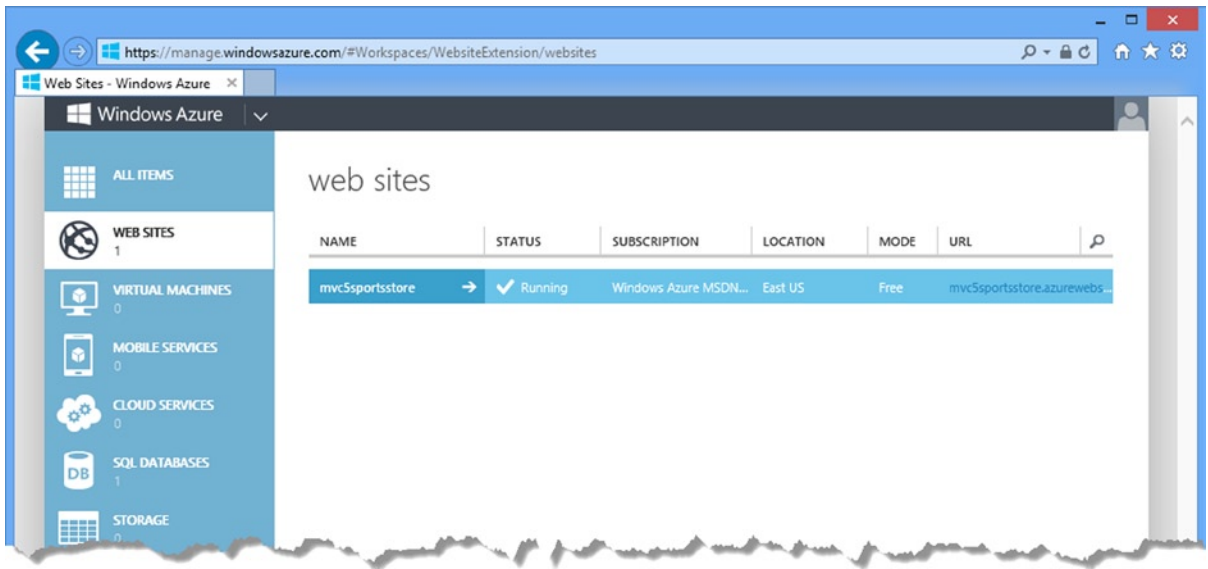 https://manage.windowsazure.com/#Workspaces/WebsiteExtension/websites
Web Sites - Windows Azure
Windows Azure
ALL ITEMS
web sites
WEB SITES
1
NAME STATUS SUBSCRIPTION LOCATION MODE URL
mvc5sportsstore Running Windows Azure MSDN... East US Free mvc5sportsstore.azurewebs...
VIRTUAL MACHINES
0
MOBILE SERVICES
0
CLOUD SERVICES
0
DB
SQL DATABASES
1
STORAGE
0